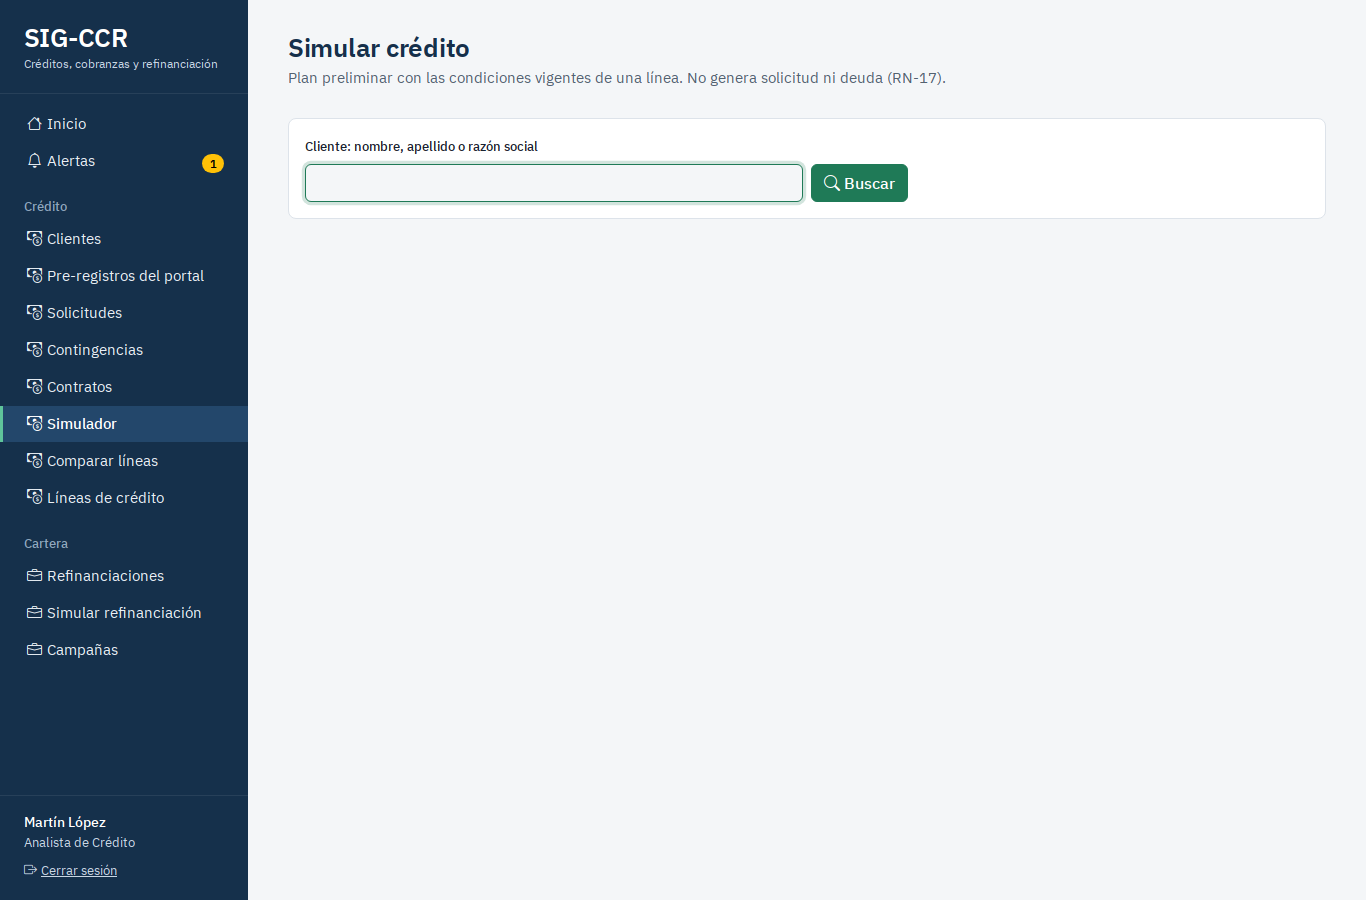 SIG-CCR
Créditos, cobranzas y refinanciación
Inicio
Alertas 1
Crédito
Clientes
Pre-registros del portal
Solicitudes
Contingencias
Contratos
Simulador
Comparar líneas
Líneas de crédito
Cartera
Refinanciaciones
Simular refinanciación
Campañas
Martín López
Analista de Crédito
Cerrar sesión
Simular crédito
Plan preliminar con las condiciones vigentes de una línea. No genera solicitud ni deuda (RN-17).
Cliente: nombre, apellido o razón social
Buscar